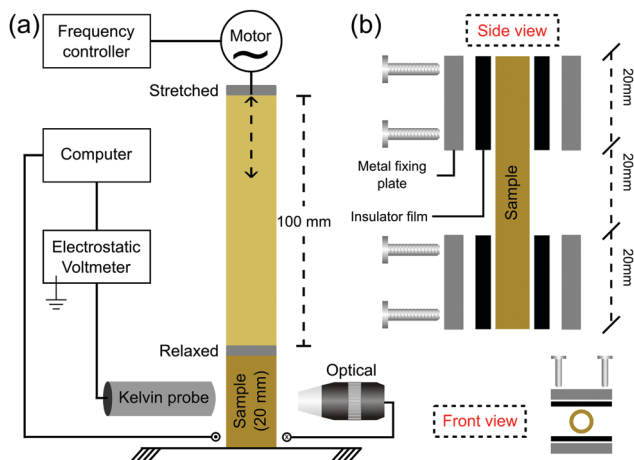 (a)
Frequency
controller
Motor
Stretched
Computer
100 mm
Electrostatic
Voltmeter
Relaxed
Kelvin probe
Sample
(20 mm)
Optical
(b)
Side view
20mm
20mm
20mm
Metal fixing
plate
Insulator film
Sample
Front view